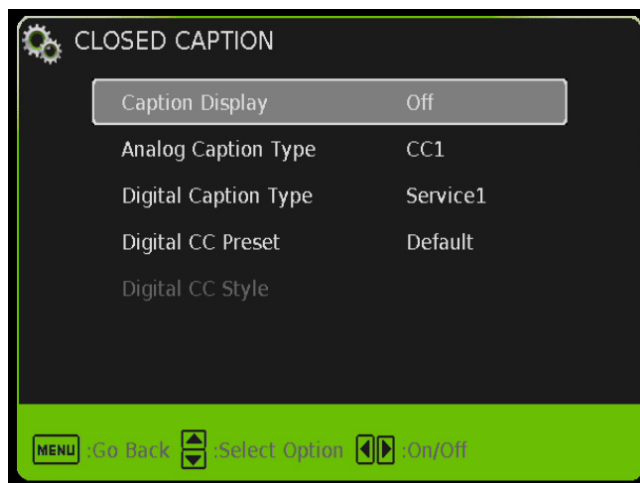 CLOSED CAPTION
Caption Display Off
Analog Caption Type CC1
Digital Caption Type Service1
Digital CC Preset Default
Digital CC Style
MENU :Go Back :Select Option :On/Off